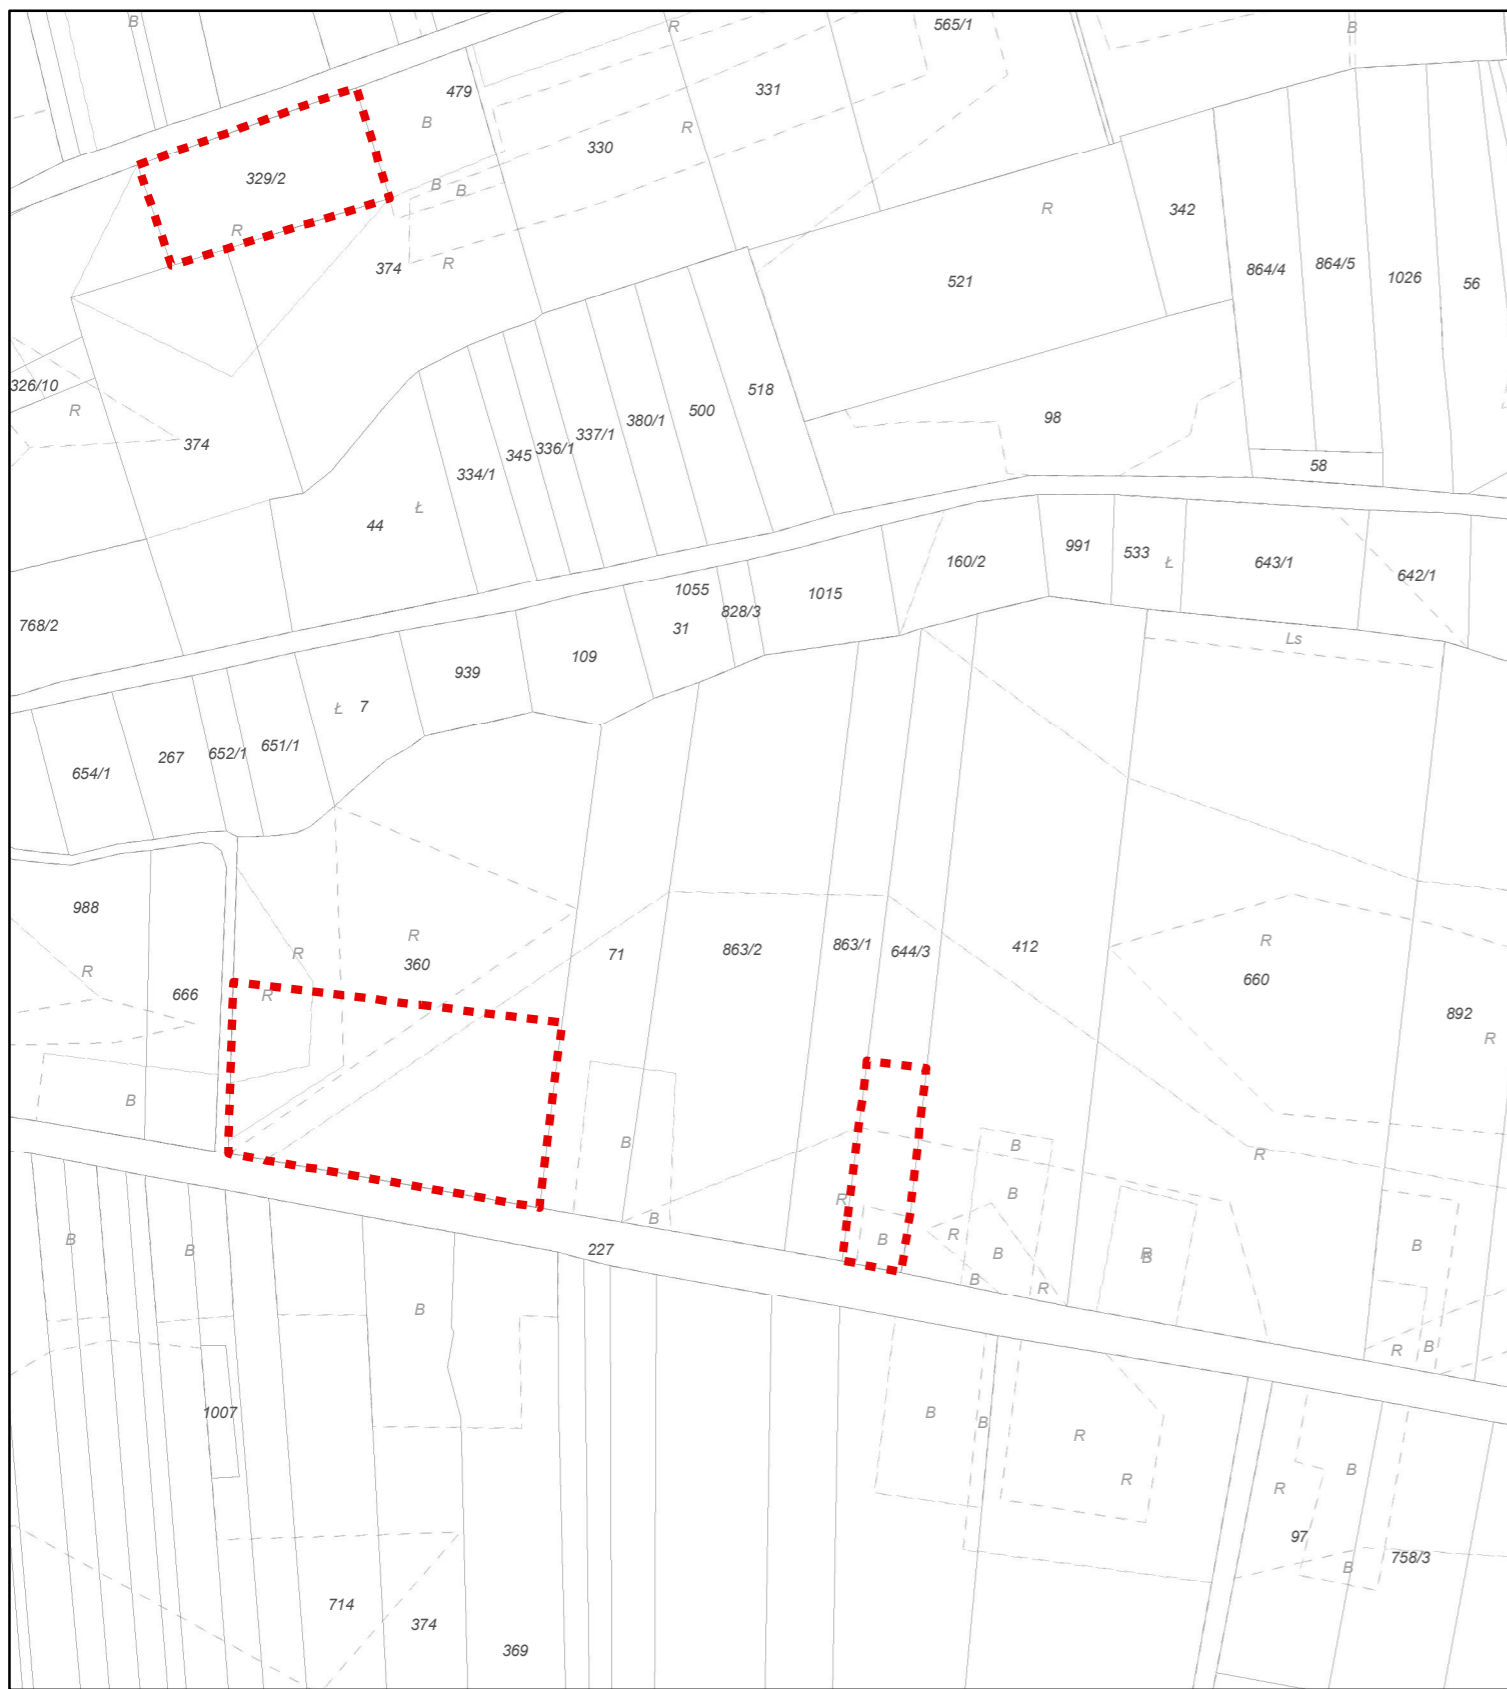 B
R
565/1
B
479
331
B
R
330
329/2
B
B
R
342
R
374
R
864/4
864/5
1026
56
521
326/10
R
518
500
98
380/1
337/1
336/1
345
334/1
374
58
Ł
44
991
533
Ł
160/2
643/1
642/1
1055
1015
828/3
31
768/2
Ls
109
939
Ł
7
651/1
652/1
267
654/1
988
R
R
360
R
71
863/2
863/1
644/3
412
R
660
R
666
R
892
R
B
B
B
R
B
R
B
B
B
R
B
B
R
B
R
B
B
B
B
227
B
R
B
1007
B
B
R
B
R
R
97
B
758/3
714
374
369